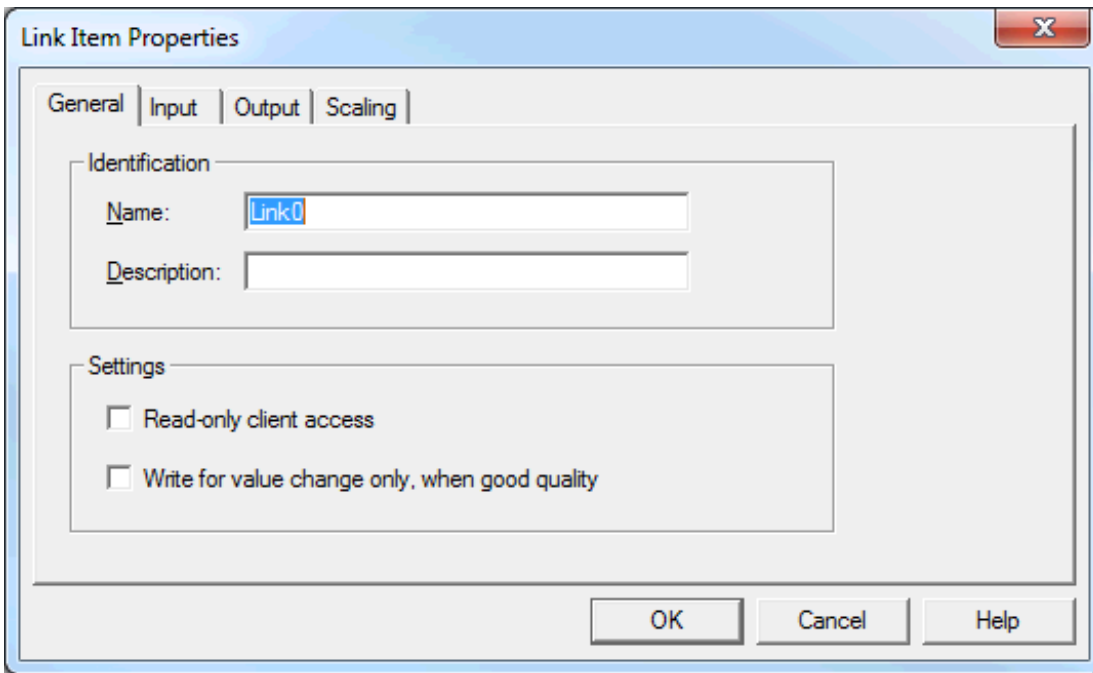 Link Item Properties
General Input Output Scaling
Identification
Name: Link0
Description:
Settings
Read-only client access
Write for value change only, when good quality
OK Cancel Help